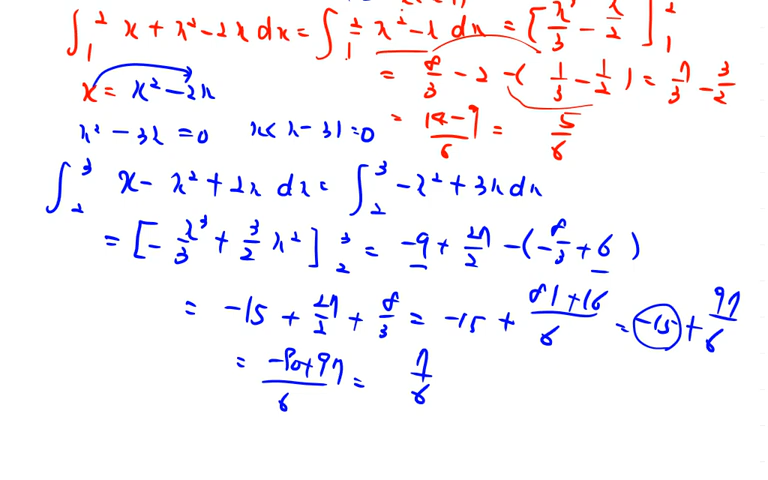 ∫₁² x + x² - 2x dx = ∫₁² = x² - x dx = [x³/3 - x²/2]₁²
= 8/3 - 2 - (1/3 - 1/2) = 7/3 - 3/2
x = x² - 2x
x² - 3x = 0 x(x - 3) = 0
= (14 - 9)/6 = 5/6
∫₂³ x - x² + 2x dx = ∫₂³ -x² + 3x dx
= [-x³/3 + 3/2 x²]₂³ = -9 + 27/2 - (-8/3 + 6)
= -15 + 27/2 + 8/3 = -15 + (81+16)/6 = -15 + 97/6
= (-90+97)/6 = 7/6